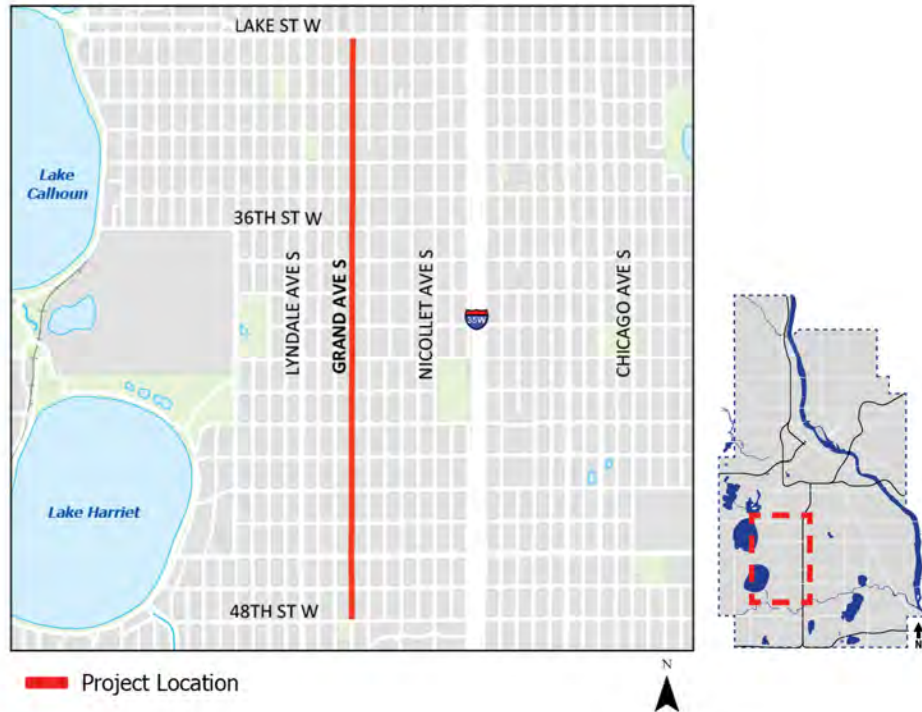 LAKE ST W
Lake
Calhoun
36TH ST W
LYNDALE AVE S
GRAND AVE S
NICOLLET AVE S
35W
CHICAGO AVE S
Lake Harriet
48TH ST W
Project Location
N
N